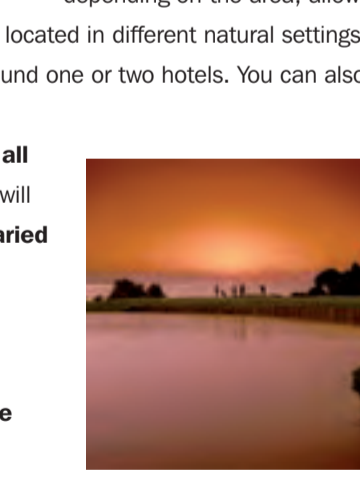 depending on the area, allow
located in different natural settings
und one or two hotels. You can also
all
will
aried
e